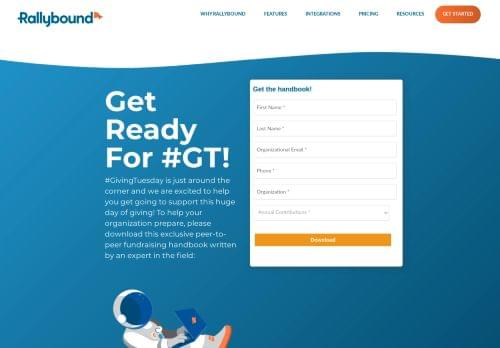 Rallybound
WHY RALLYBOUND
FEATURES
INTEGRATIONS
PRICING
RESOURCES
GET STARTED
Get
Ready
For #GT!
#GivingTuesday is just around the
corner and we are excited to help
you get going to support this huge
day of giving! To help your
organization prepare, please
download this exclusive peer-to-
peer fundraising handbook written
by an expert in the field:
Get the handbook!
First Name *
Last Name *
Organizational Email *
Phone *
Organization *
Annual Contributions *
Download